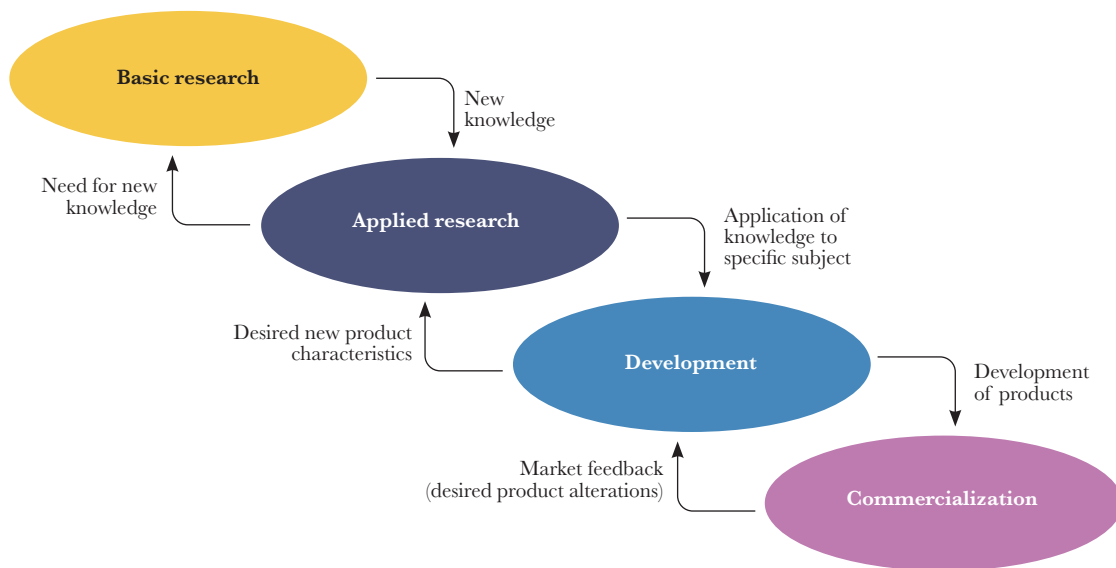 Basic research
New
knowledge
Need for new
knowledge
Applied research
Application of
knowledge to
specific subject
Desired new product
characteristics
Development
Development
of products
Market feedback
(desired product alterations)
Commercialization